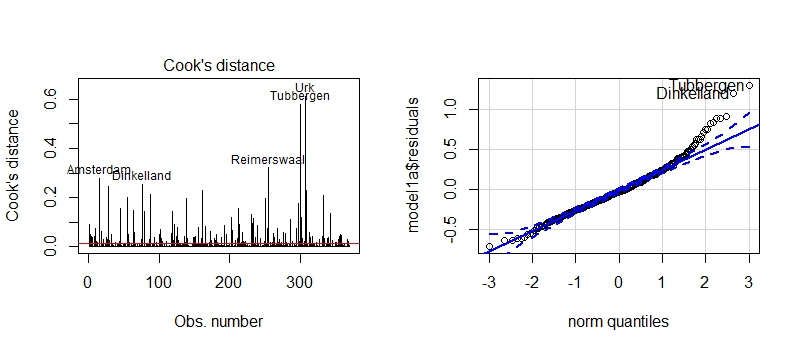 Cook's distance
Cook's distance
0.0
0.2
0.4
0.6
Urk
Tubbergen
Reimerswaal
Amsterdam
Dinkelland
0
100
200
300
Obs. number
model1a$residuals
-0.5
0.0
0.5
1.0
Tubbergen
Dinkelland
-3
-2
-1
0
1
2
3
norm quantiles